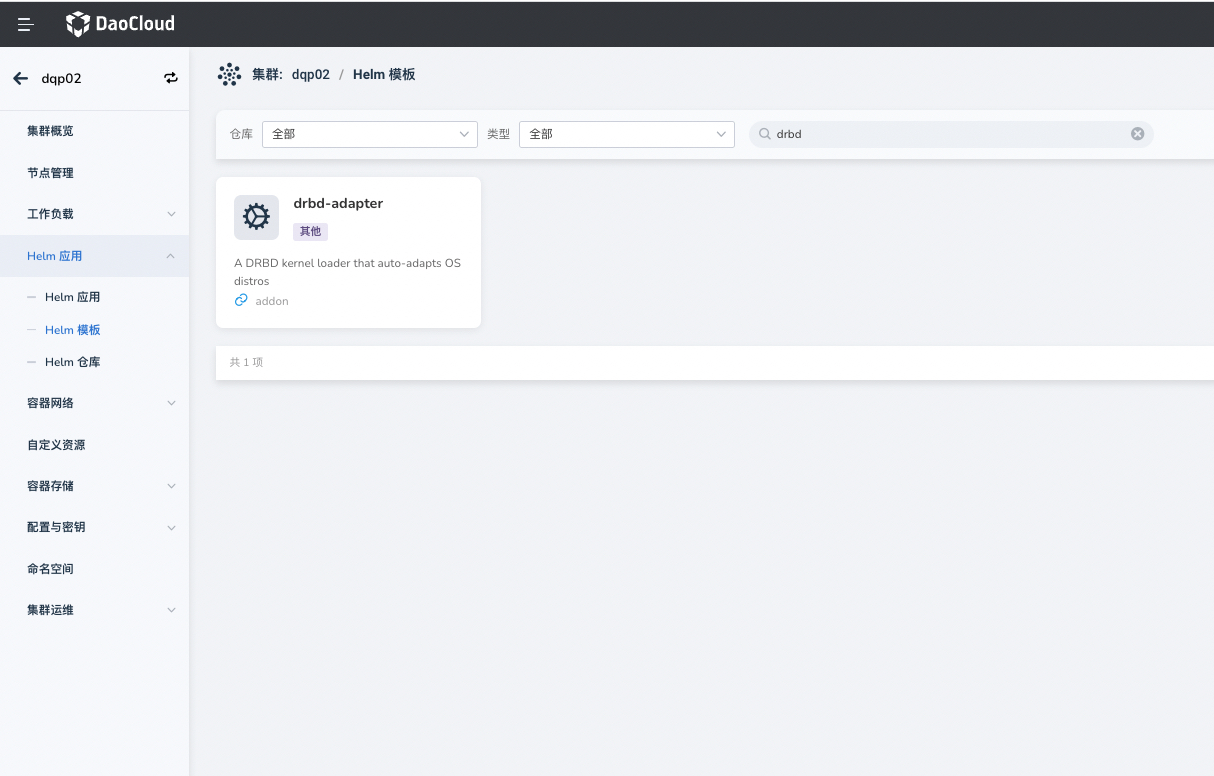 DaoCloud
dqp02
集群: dqp02 / Helm 模板
集群概览
节点管理
工作负载
Helm 应用
Helm 应用
Helm 模板
Helm 仓库
容器网络
自定义资源
容器存储
配置与密钥
命名空间
集群运维
仓库 全部 类型 全部 drbd
drbd-adapter
其他
A DRBD kernel loader that auto-adapts OS
distros
addon
共 1 项